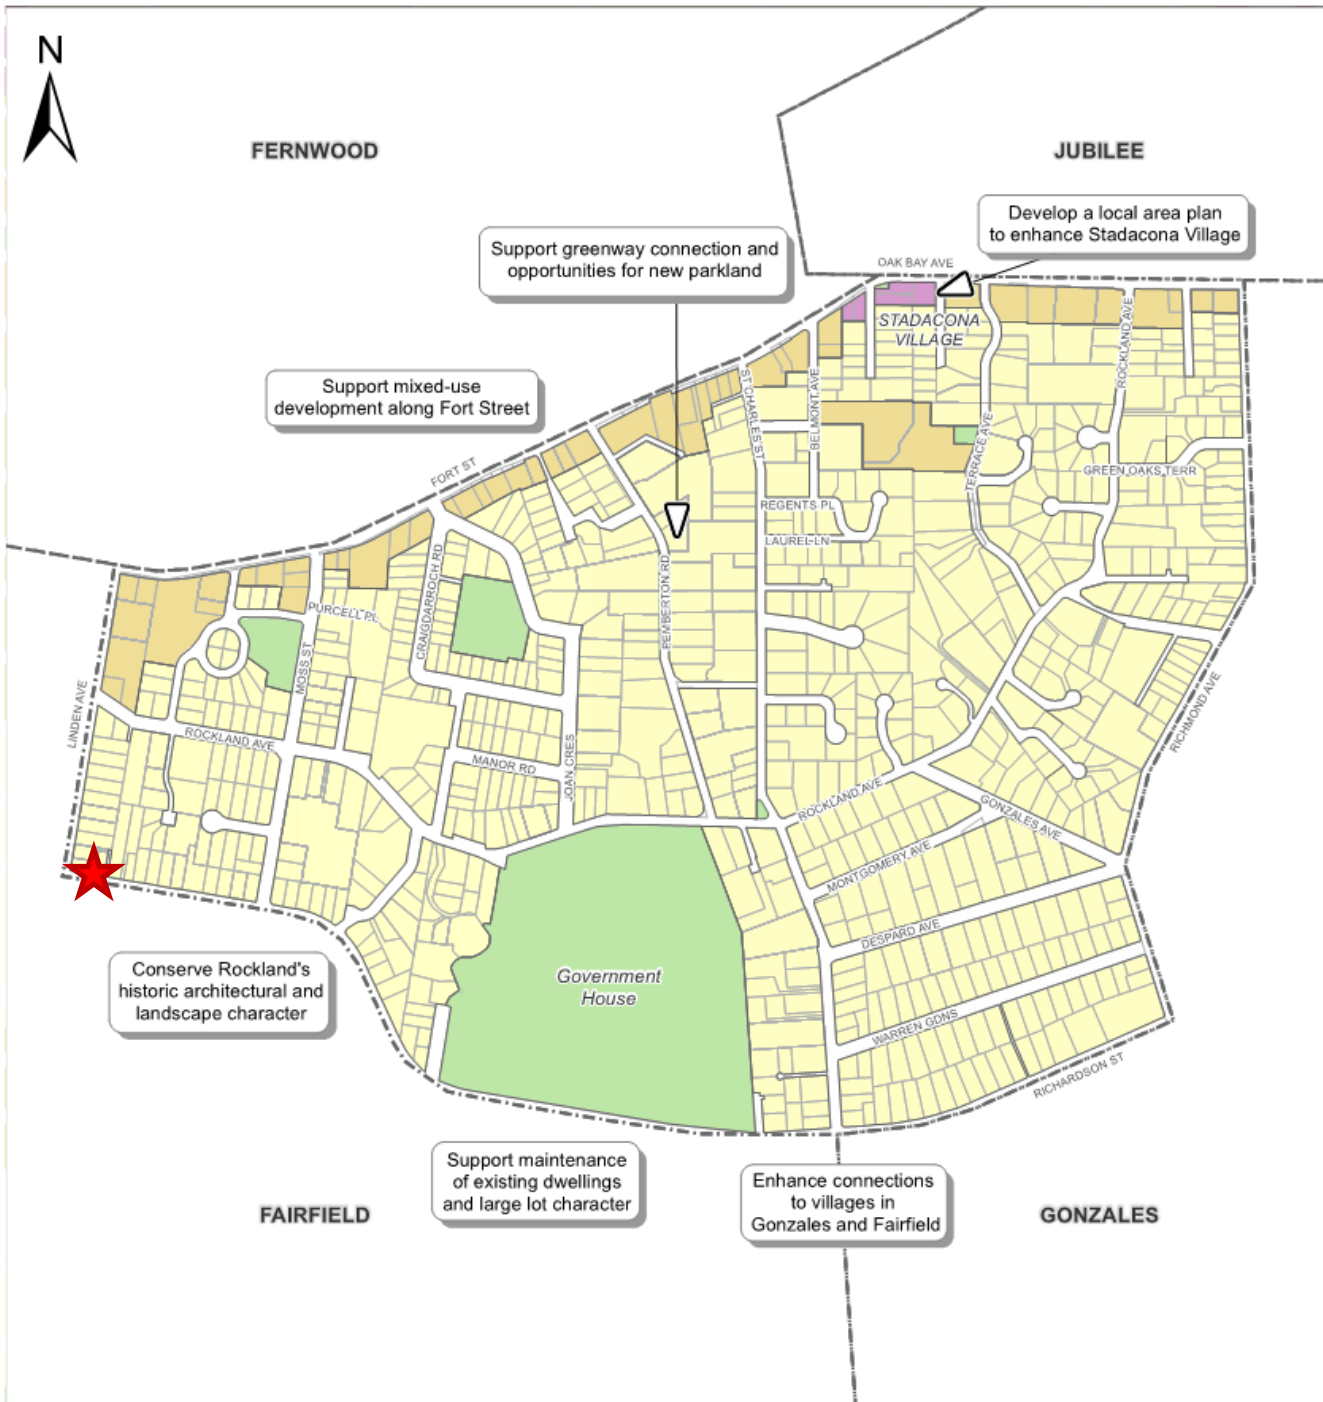 N
FERNWOOD
JUBILEE
Develop a local area plan
to enhance Stadacona Village
Support greenway connection and
opportunities for new parkland
OAK BAY AVE
STADACONA
VILLAGE
ROCKLAND AVE
Support mixed-use
development along Fort Street
ST CHARLES ST
BELMONT AVE
TERRACE AVE
FORT ST
GREEN OAKS TERR
REGENTS PL
LAUREL LN
CRAIGDARROCH RD
PEMBERTON RD
PURCELL PL
MOSS ST
LINDEN AVE
RICHMOND AVE
ROCKLAND AVE
MANOR RD
JOAN CRES
ROCKLAND AVE
GONZALES AVE
MONTGOMERY AVE
DESPARD AVE
Conserve Rockland's
historic architectural and
landscape character
Government
House
WARREN GDNS
RICHARDSON ST
Support maintenance
of existing dwellings
and large lot character
Enhance connections
to villages in
Gonzales and Fairfield
FAIRFIELD
GONZALES